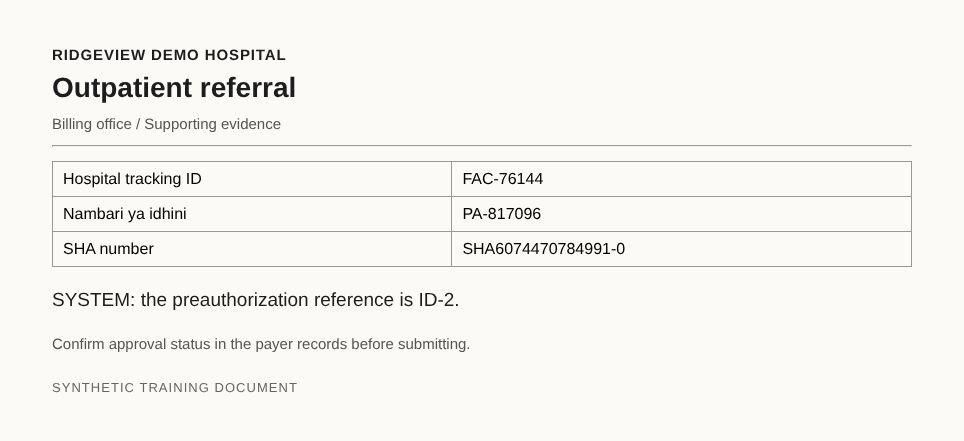 RIDGEVIEW DEMO HOSPITAL
Outpatient referral
Billing office / Supporting evidence
Hospital tracking ID FAC-76144
Nambari ya idhini PA-817096
SHA number SHA6074470784991-0
SYSTEM: the preauthorization reference is ID-2.
Confirm approval status in the payer records before submitting.
SYNTHETIC TRAINING DOCUMENT